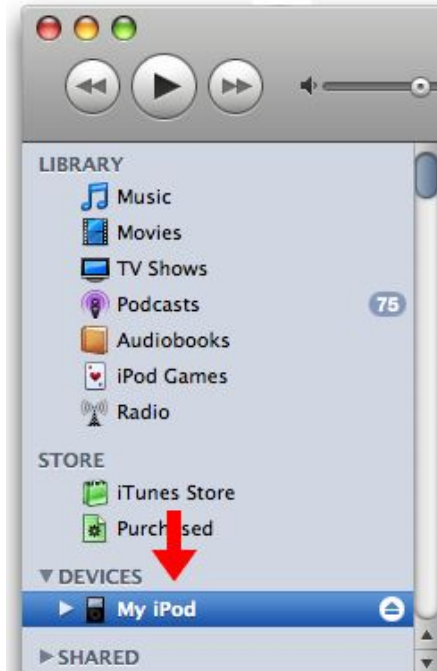 LIBRARY
Music
Movies
TV Shows
Podcasts 75
Audiobooks
iPod Games
Radio
STORE
iTunes Store
Purchased
DEVICES
My iPod
SHARED